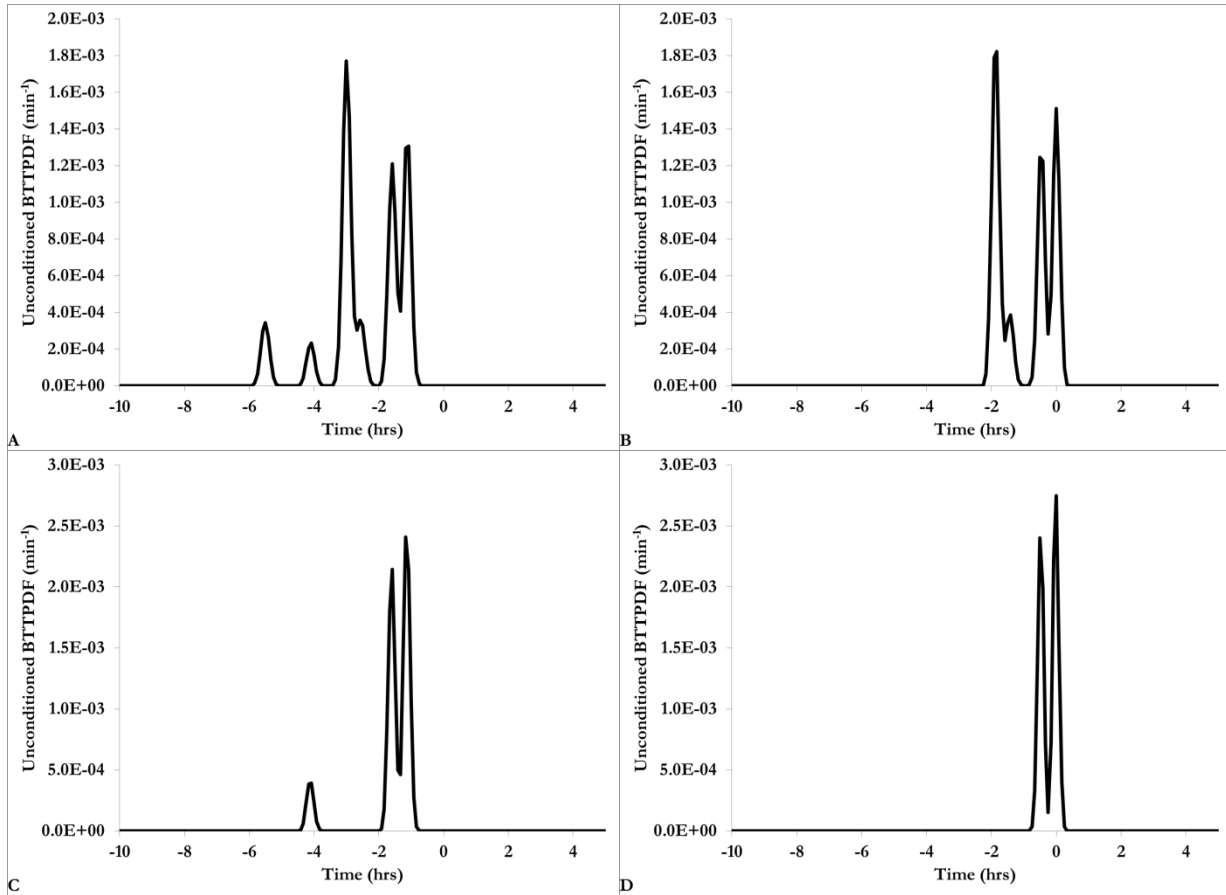 2.0E-03
1.8E-03
1.6E-03
1.4E-03
1.2E-03
1.0E-03
8.0E-04
6.0E-04
4.0E-04
2.0E-04
0.0E+00
Unconditioned BTTPDF (min-1)
-10 -8 -6 -4 -2 0 2 4
Time (hrs)
A
2.0E-03
1.8E-03
1.6E-03
1.4E-03
1.2E-03
1.0E-03
8.0E-04
6.0E-04
4.0E-04
2.0E-04
0.0E+00
Unconditioned BTTPDF (min-1)
-10 -8 -6 -4 -2 0 2 4
Time (hrs)
B
3.0E-03
2.5E-03
2.0E-03
1.5E-03
1.0E-03
5.0E-04
0.0E+00
Unconditioned BTTPDF (min-1)
-10 -8 -6 -4 -2 0 2 4
Time (hrs)
C
3.0E-03
2.5E-03
2.0E-03
1.5E-03
1.0E-03
5.0E-04
0.0E+00
Unconditioned BTTPDF (min-1)
-10 -8 -6 -4 -2 0 2 4
Time (hrs)
D